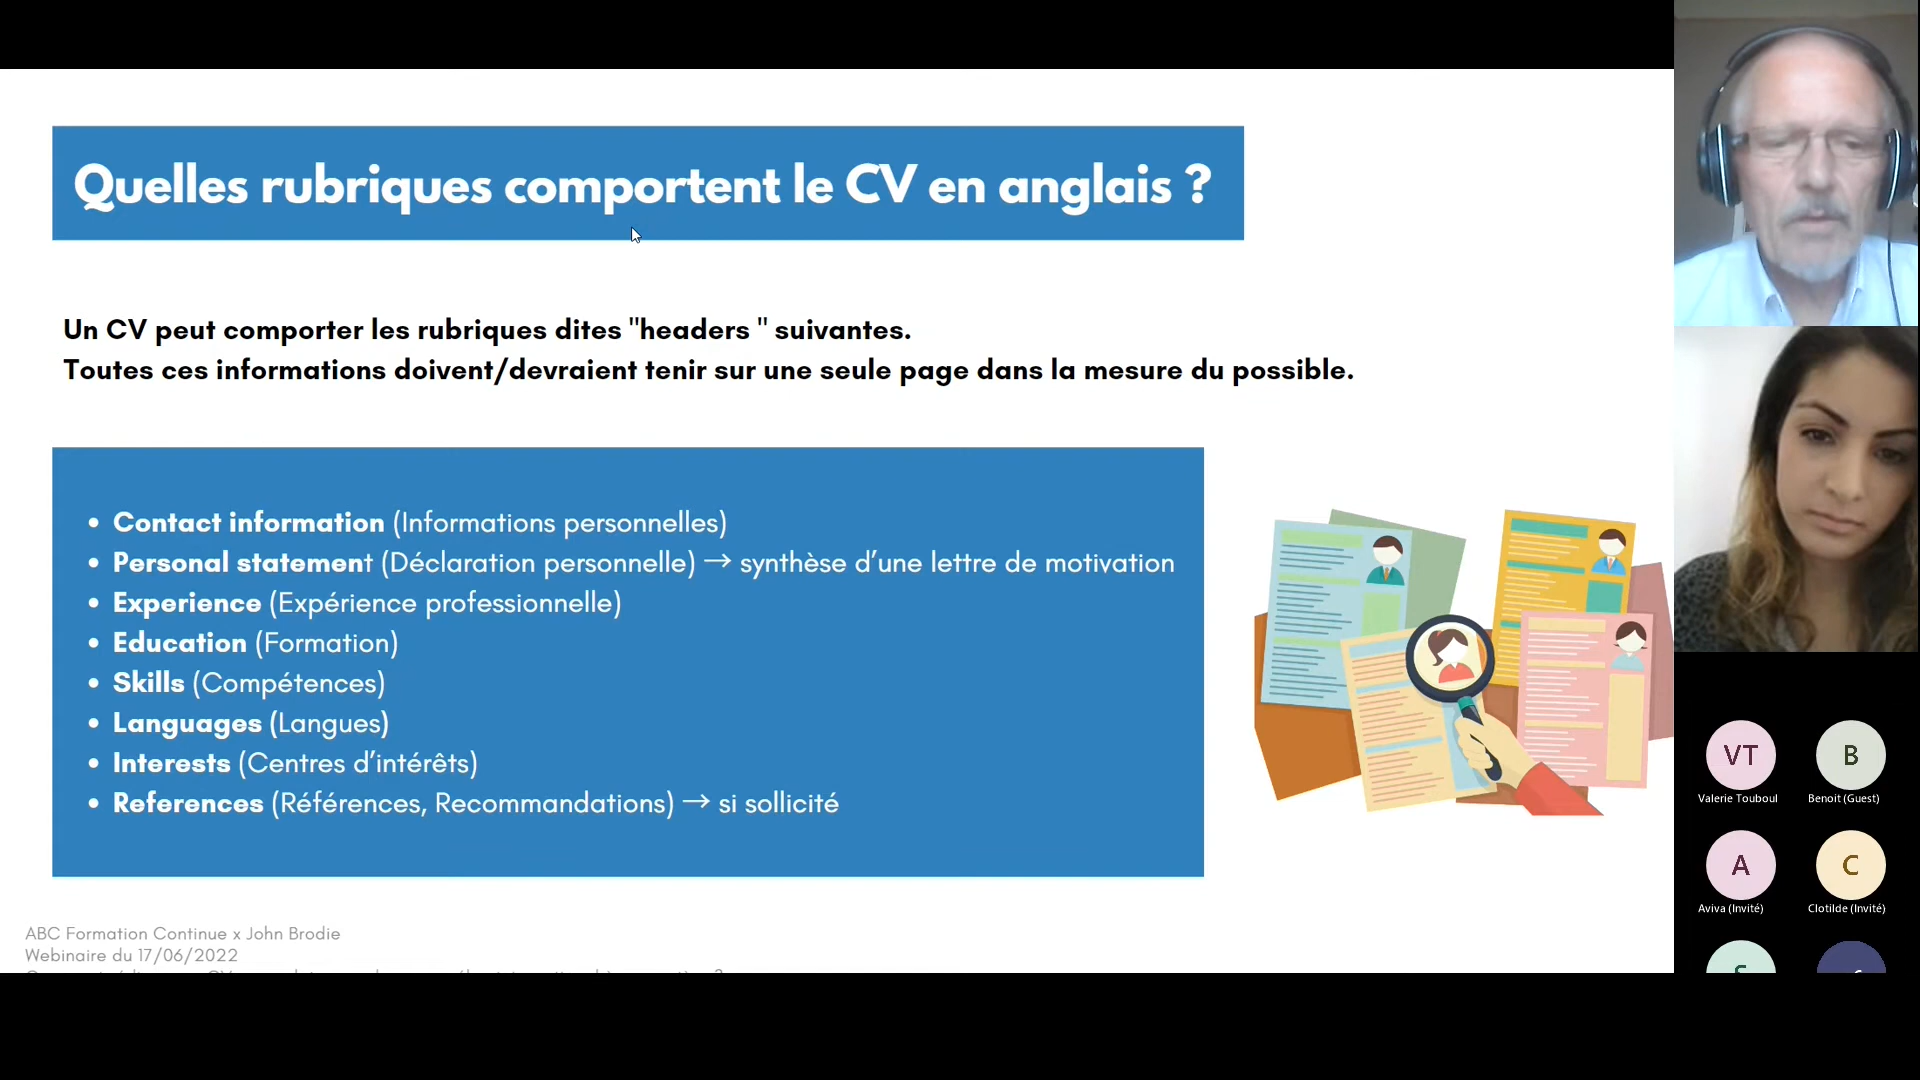 Quelles rubriques comportent le CV en anglais ?
Un CV peut comporter les rubriques dites "headers " suivantes.
Toutes ces informations doivent/devraient tenir sur une seule page dans la mesure du possible.
• Contact information (Informations personnelles)
• Personal statement (Déclaration personnelle) → synthèse d’une lettre de motivation
• Experience (Expérience professionnelle)
• Education (Formation)
• Skills (Compétences)
• Languages (Langues)
• Interests (Centres d’intérêts)
• References (Références, Recommandations) → si sollicité
ABC Formation Continue x John Brodie
Webinaire du 17/06/2022
VT
Valerie Touboul
B
Benoit (Guest)
A
Aviva (Invité)
C
Clotilde (Invité)